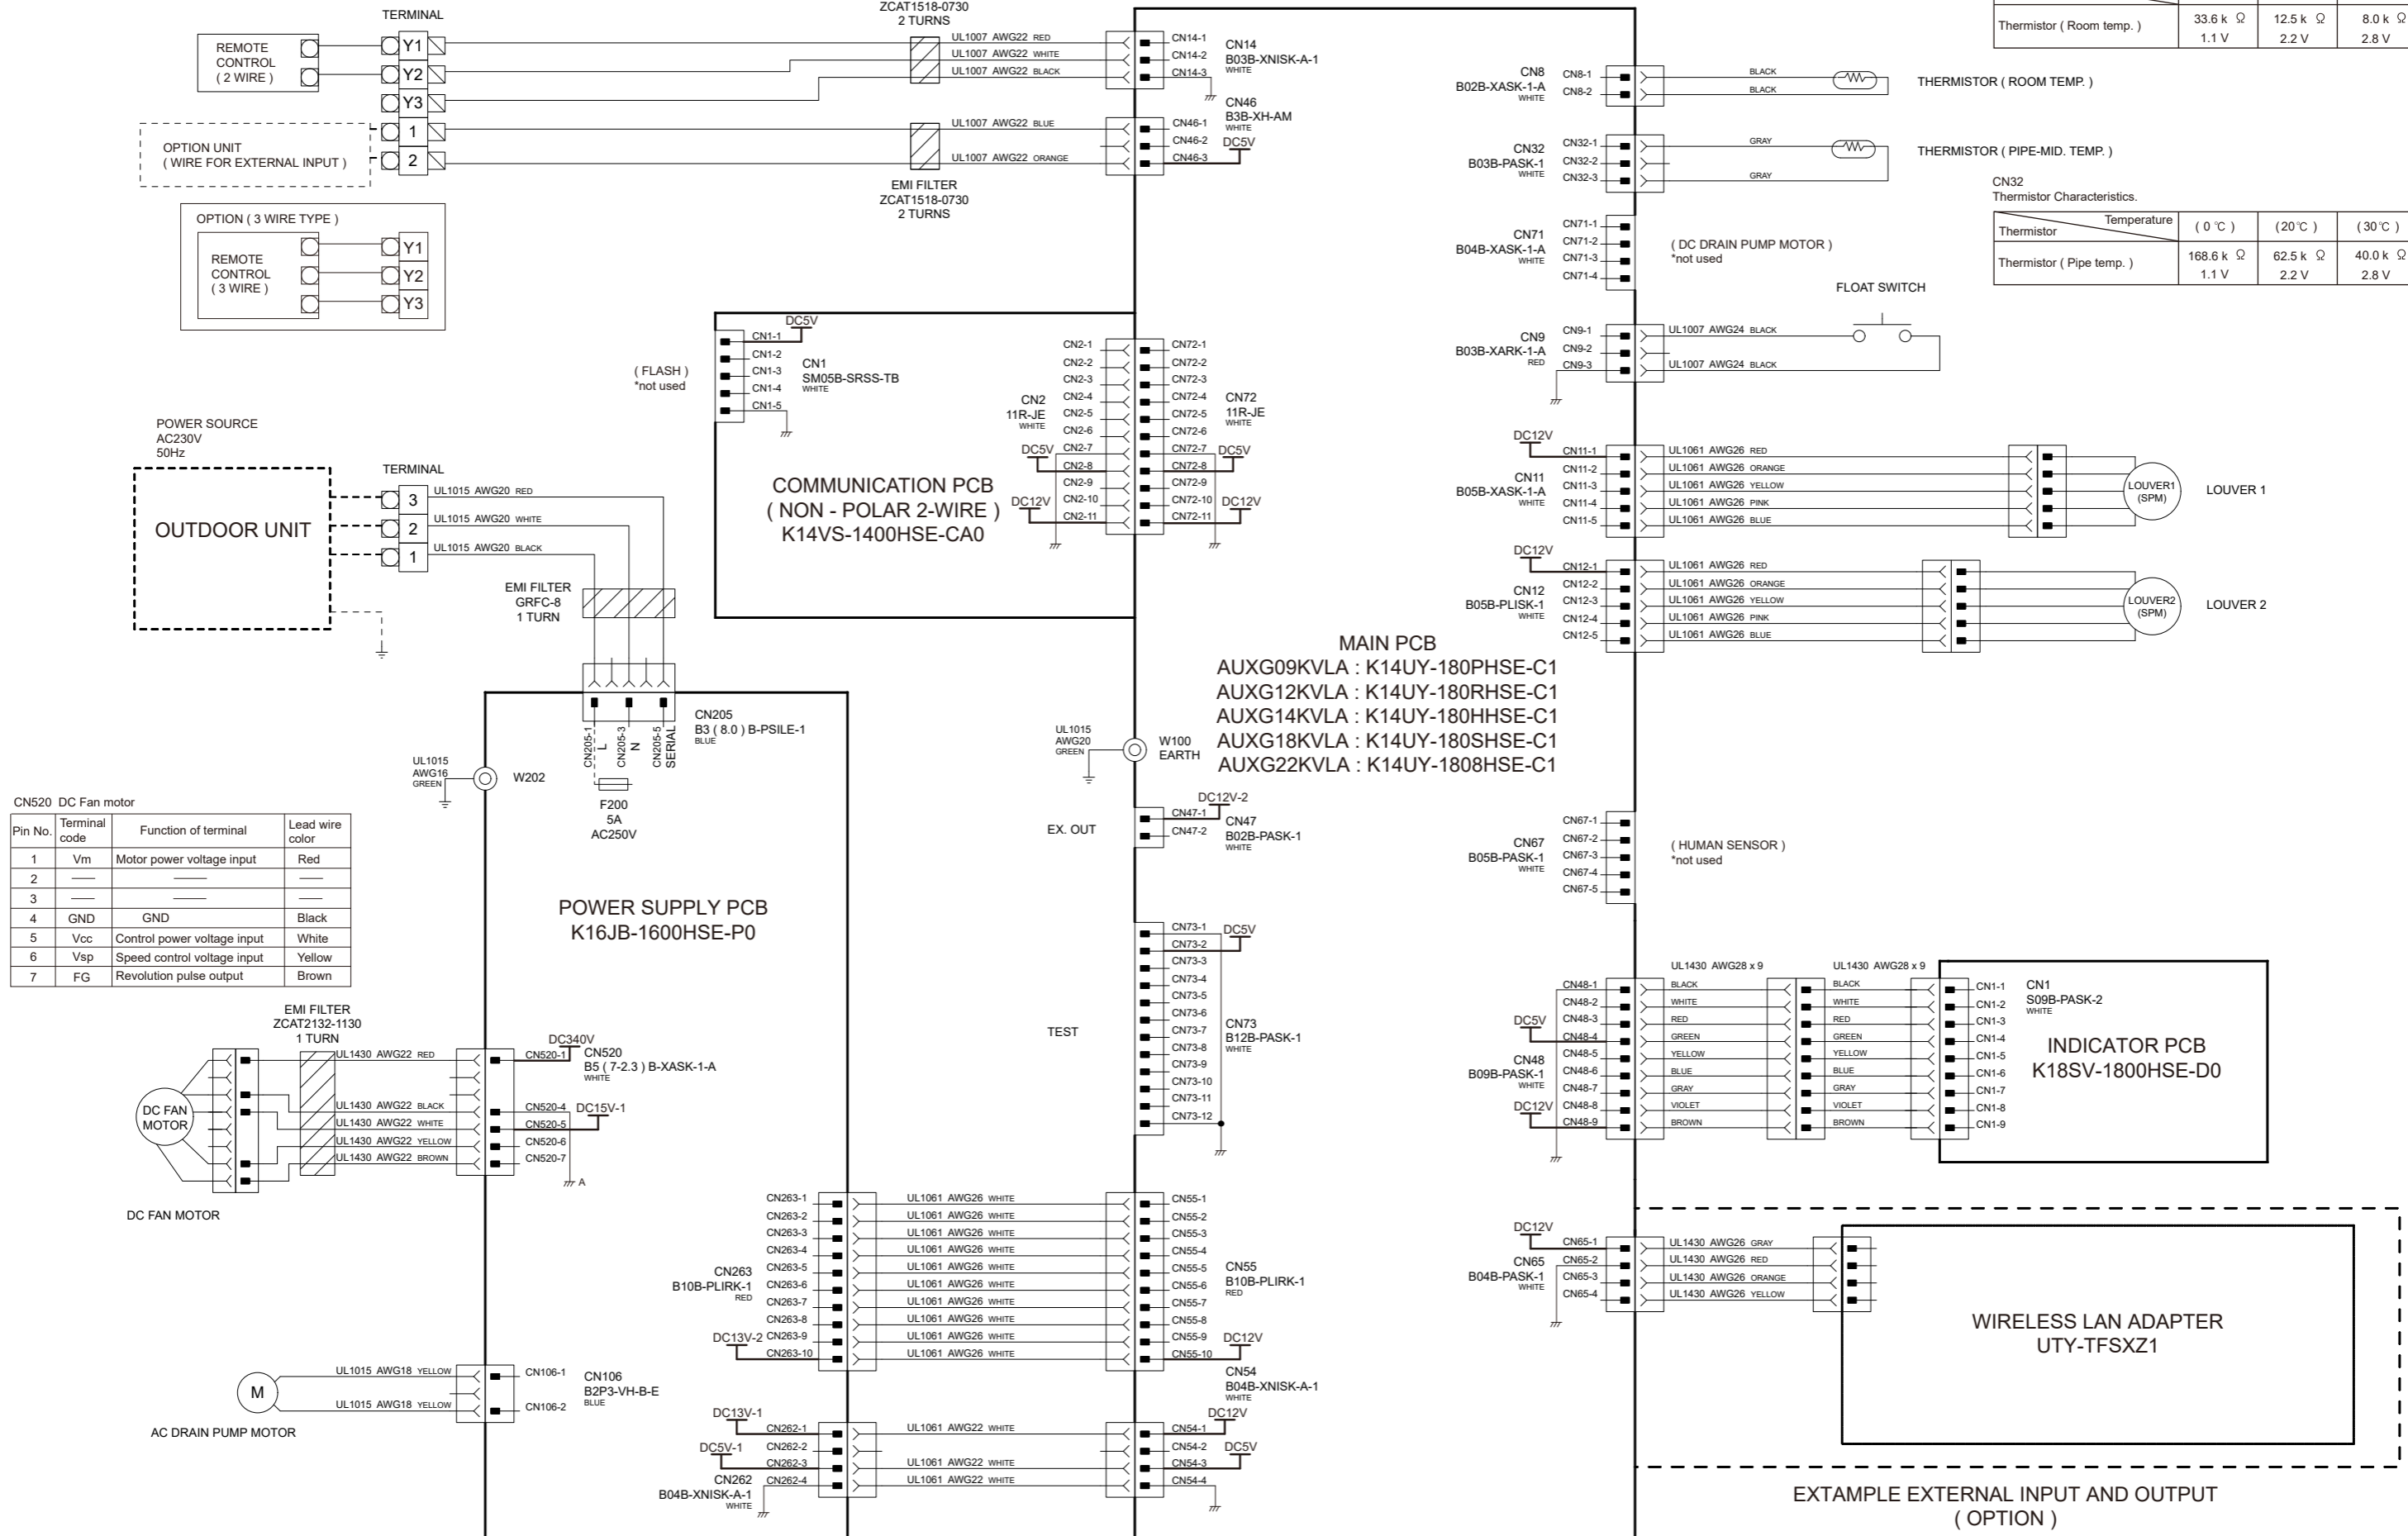 TERMINAL
ZCAT1518-0730
2 TURNS
REMOTE
CONTROL
( 2 WIRE )
Y1
Y2
Y3
1
2
OPTION UNIT
( WIRE FOR EXTERNAL INPUT )
UL1007 AWG22 RED
UL1007 AWG22 WHITE
UL1007 AWG22 BLACK
UL1007 AWG22 BLUE
UL1007 AWG22 ORANGE
EMI FILTER
ZCAT1518-0730
2 TURNS
CN14-1
CN14-2
CN14-3
CN14
B03B-XNISK-A-1
WHITE
CN46
B3B-XH-AM
WHITE
CN46-1
CN46-2
CN46-3
DC5V
OPTION ( 3 WIRE TYPE )
REMOTE
CONTROL
( 3 WIRE )
Y1
Y2
Y3
Thermistor ( Room temp. )
33.6 k Ω
1.1 V
12.5 k Ω
2.2 V
8.0 k Ω
2.8 V
CN8
B02B-XASK-1-A
WHITE
CN8-1
CN8-2
BLACK
BLACK
THERMISTOR ( ROOM TEMP. )
CN32
B03B-PASK-1
WHITE
CN32-1
CN32-2
CN32-3
GRAY
GRAY
THERMISTOR ( PIPE-MID. TEMP. )
CN32
Thermistor Characteristics.
Temperature
Thermistor
( 0 ℃ )
( 20℃ )
( 30℃ )
Thermistor ( Pipe temp. )
168.6 k Ω
1.1 V
62.5 k Ω
2.2 V
40.0 k Ω
2.8 V
CN71
B04B-XASK-1-A
WHITE
CN71-1
CN71-2
CN71-3
CN71-4
( DC DRAIN PUMP MOTOR )
*not used
FLOAT SWITCH
CN9
B03B-XARK-1-A
RED
CN9-1
CN9-2
CN9-3
UL1007 AWG24 BLACK
UL1007 AWG24 BLACK
( FLASH )
*not used
DC5V
CN1-1
CN1-2
CN1-3
CN1-4
CN1-5
CN1
SM05B-SRSS-TB
WHITE
CN2
11R-JE
WHITE
CN2-1
CN2-2
CN2-3
CN2-4
CN2-5
CN2-6
CN2-7
CN2-8
CN2-9
CN2-10
CN2-11
DC5V
DC12V
CN72-1
CN72-2
CN72-3
CN72-4
CN72-5
CN72-6
CN72-7
CN72-8
CN72-9
CN72-10
CN72-11
CN72
11R-JE
WHITE
DC5V
DC12V
COMMUNICATION PCB
( NON - POLAR 2-WIRE )
K14VS-1400HSE-CA0
DC12V
CN11-1
CN11-2
CN11-3
CN11-4
CN11-5
CN11
B05B-XASK-1-A
WHITE
UL1061 AWG26 RED
UL1061 AWG26 ORANGE
UL1061 AWG26 YELLOW
UL1061 AWG26 PINK
UL1061 AWG26 BLUE
LOUVER1
(SPM)
LOUVER 1
DC12V
CN12-1
CN12-2
CN12-3
CN12-4
CN12-5
CN12
B05B-PLISK-1
WHITE
UL1061 AWG26 RED
UL1061 AWG26 ORANGE
UL1061 AWG26 YELLOW
UL1061 AWG26 PINK
UL1061 AWG26 BLUE
LOUVER2
(SPM)
LOUVER 2
POWER SOURCE
AC230V
50Hz
OUTDOOR UNIT
TERMINAL
3
2
1
UL1015 AWG20 RED
UL1015 AWG20 WHITE
UL1015 AWG20 BLACK
EMI FILTER
GRFC-8
1 TURN
CN205-1
L
CN205-3
N
CN205-5
SERIAL
CN205
B3 ( 8.0 ) B-PSILE-1
BLUE
F200
5A
AC250V
UL1015
AWG16
GREEN
W202
MAIN PCB
AUXG09KVLA : K14UY-180PHSE-C1
AUXG12KVLA : K14UY-180RHSE-C1
AUXG14KVLA : K14UY-180HHSE-C1
AUXG18KVLA : K14UY-180SHSE-C1
AUXG22KVLA : K14UY-1808HSE-C1
UL1015
AWG20
GREEN
W100
EARTH
EX. OUT
DC12V-2
CN47-1
CN47-2
CN47
B02B-PASK-1
WHITE
CN67
B05B-PASK-1
WHITE
CN67-1
CN67-2
CN67-3
CN67-4
CN67-5
( HUMAN SENSOR )
*not used
CN520 DC Fan motor
Pin No.
Terminal
code
Function of terminal
Lead wire
color
1 Vm Motor power voltage input Red
2 —— —— ——
3 —— —— ——
4 GND GND Black
5 Vcc Control power voltage input White
6 Vsp Speed control voltage input Yellow
7 FG Revolution pulse output Brown
POWER SUPPLY PCB
K16JB-1600HSE-P0
TEST
CN73-1
CN73-2
CN73-3
CN73-4
CN73-5
CN73-6
CN73-7
CN73-8
CN73-9
CN73-10
CN73-11
CN73-12
DC5V
CN73
B12B-PASK-1
WHITE
EMI FILTER
ZCAT2132-1130
1 TURN
DC FAN
MOTOR
DC FAN MOTOR
UL1430 AWG22 RED
UL1430 AWG22 BLACK
UL1430 AWG22 WHITE
UL1430 AWG22 YELLOW
UL1430 AWG22 BROWN
DC340V
CN520-1
CN520
B5 ( 7-2.3 ) B-XASK-1-A
WHITE
CN520-4
CN520-5
CN520-6
CN520-7
DC15V-1
A
UL1430 AWG28 x 9
UL1430 AWG28 x 9
CN48-1
CN48-2
CN48-3
CN48-4
CN48-5
CN48-6
CN48-7
CN48-8
CN48-9
DC5V
CN48
B09B-PASK-1
WHITE
DC12V
BLACK
WHITE
RED
GREEN
YELLOW
BLUE
GRAY
VIOLET
BROWN
BLACK
WHITE
RED
GREEN
YELLOW
BLUE
GRAY
VIOLET
BROWN
CN1-1
CN1-2
CN1-3
CN1-4
CN1-5
CN1-6
CN1-7
CN1-8
CN1-9
CN1
S09B-PASK-2
WHITE
INDICATOR PCB
K18SV-1800HSE-D0
CN263-1
CN263-2
CN263-3
CN263-4
CN263-5
CN263-6
CN263-7
CN263-8
CN263-9
CN263-10
CN263
B10B-PLIRK-1
RED
DC13V-2
UL1061 AWG26 WHITE
UL1061 AWG26 WHITE
UL1061 AWG26 WHITE
UL1061 AWG26 WHITE
UL1061 AWG26 WHITE
UL1061 AWG26 WHITE
UL1061 AWG26 WHITE
UL1061 AWG26 WHITE
UL1061 AWG26 WHITE
UL1061 AWG26 WHITE
CN55-1
CN55-2
CN55-3
CN55-4
CN55-5
CN55-6
CN55-7
CN55-8
CN55-9
CN55-10
CN55
B10B-PLIRK-1
RED
DC12V
M
AC DRAIN PUMP MOTOR
UL1015 AWG18 YELLOW
UL1015 AWG18 YELLOW
CN106-1
CN106-2
CN106
B2P3-VH-B-E
BLUE
DC13V-1
CN262-1
CN262-2
CN262-3
CN262-4
DC5V-1
CN262
B04B-XNISK-A-1
WHITE
UL1061 AWG22 WHITE
UL1061 AWG22 WHITE
UL1061 AWG22 WHITE
CN54
B04B-XNISK-A-1
WHITE
DC12V
CN54-1
CN54-2
CN54-3
CN54-4
DC5V
DC12V
CN65-1
CN65-2
CN65-3
CN65-4
CN65
B04B-PASK-1
WHITE
UL1430 AWG26 GRAY
UL1430 AWG26 RED
UL1430 AWG26 ORANGE
UL1430 AWG26 YELLOW
WIRELESS LAN ADAPTER
UTY-TFSXZ1
EXTAMPLE EXTERNAL INPUT AND OUTPUT
( OPTION )